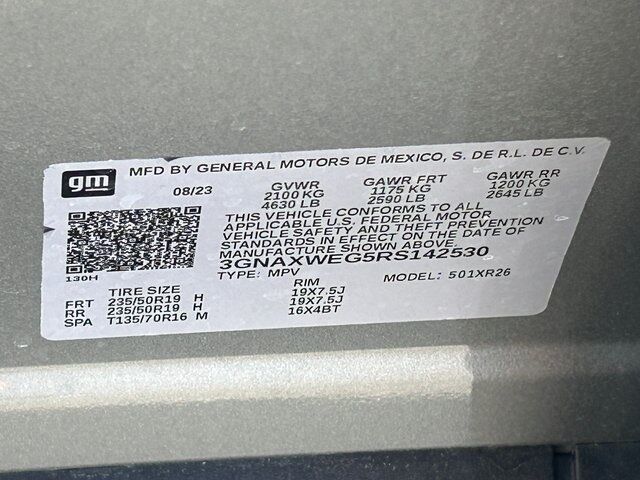 gm
MFD BY GENERAL MOTORS DE MEXICO, S. DE R.L. DE C.V.
08/23 GVWR GAWR FRT GAWR RR
2100 KG 1175 KG 1200 KG
4630 LB 2590 LB 2645 LB
THIS VEHICLE CONFORMS TO ALL
APPLICABLE U.S. FEDERAL MOTOR
VEHICLE SAFETY AND THEFT PREVENTION
STANDARDS IN EFFECT ON THE DATE OF
MANUFACTURE SHOWN ABOVE.
3GNAXWEG5RS142530
130H TYPE: MPV MODEL: 501XR26
TIRE SIZE RIM
FRT 235/50R19 H 19X7.5J
RR 235/50R19 H 19X7.5J
SPA T135/70R16 M 16X4BT